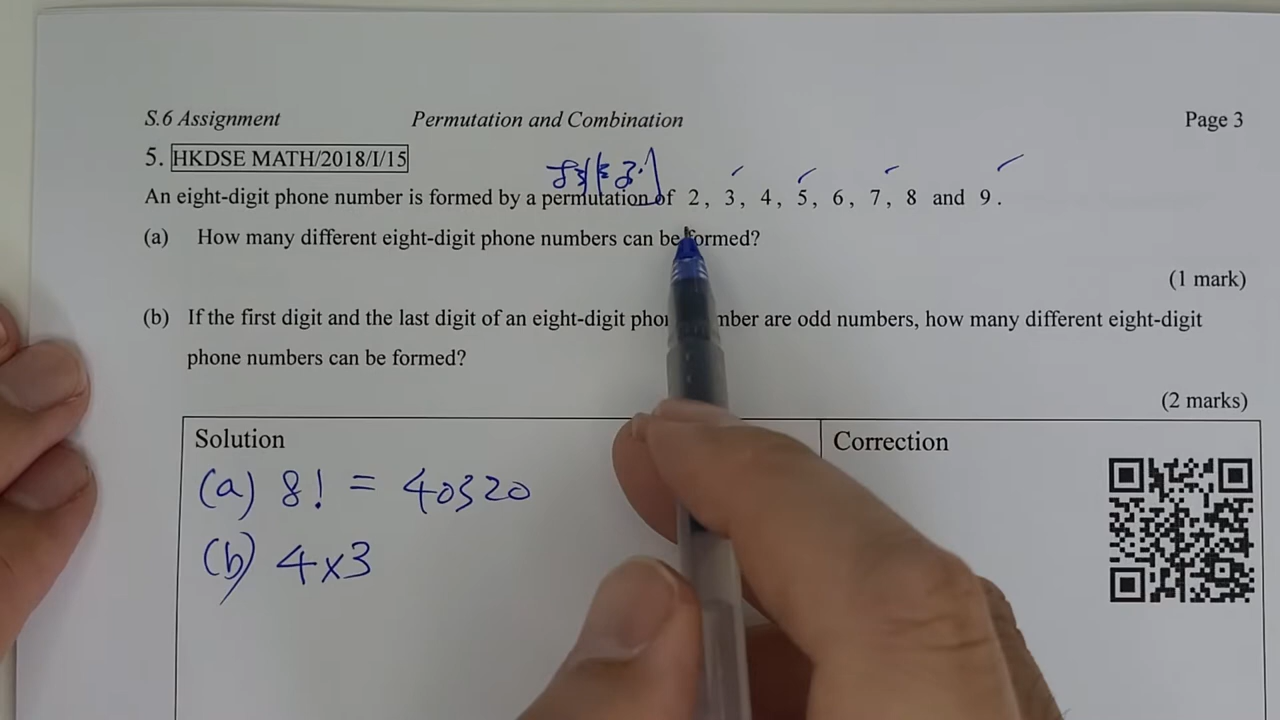 S.6 Assignment Permutation and Combination Page 3
5. HKDSE MATH/2018/I/15
An eight-digit phone number is formed by a permutation of 2, 3, 4, 5, 6, 7, 8 and 9.
(a) How many different eight-digit phone numbers can be formed?
(1 mark)
(b) If the first digit and the last digit of an eight-digit phone number are odd numbers, how many different eight-digit
phone numbers can be formed?
(2 marks)
Solution Correction
(a) 8! = 40320
(b) 4×3